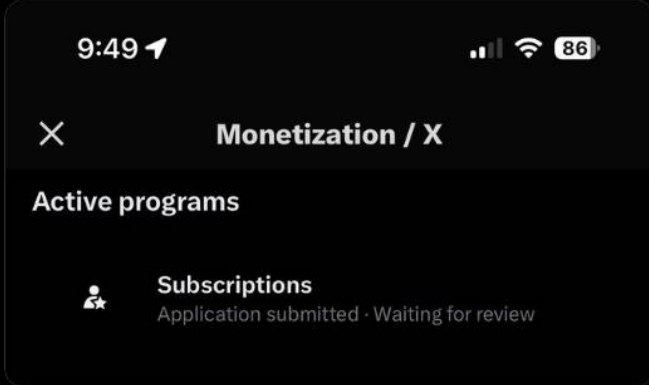 9:49
86
Monetization / X
Active programs
Subscriptions
Application submitted · Waiting for review